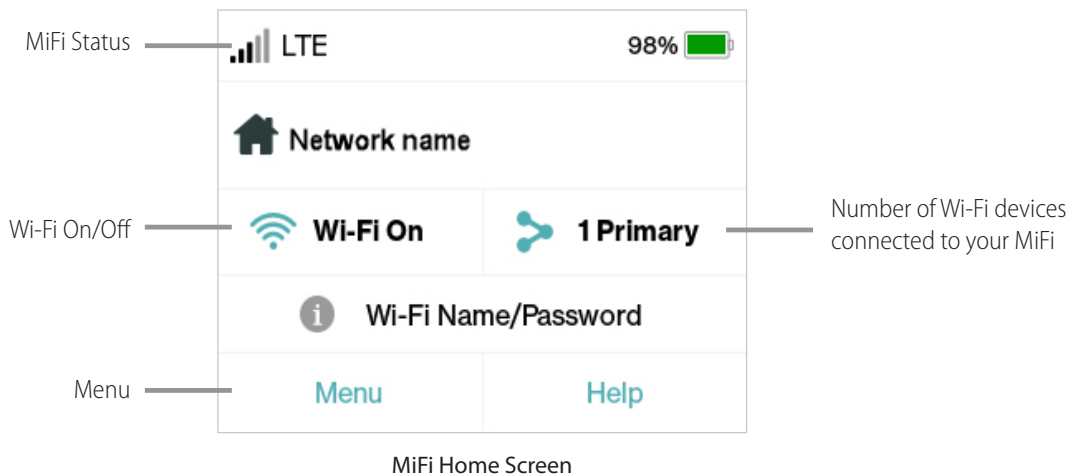 MiFi Status
LTE
98%
Network name
Wi-Fi On/Off
Wi-Fi On
1 Primary
Number of Wi-Fi devices
connected to your MiFi
i
Wi-Fi Name/Password
Menu
Menu
Help
MiFi Home Screen